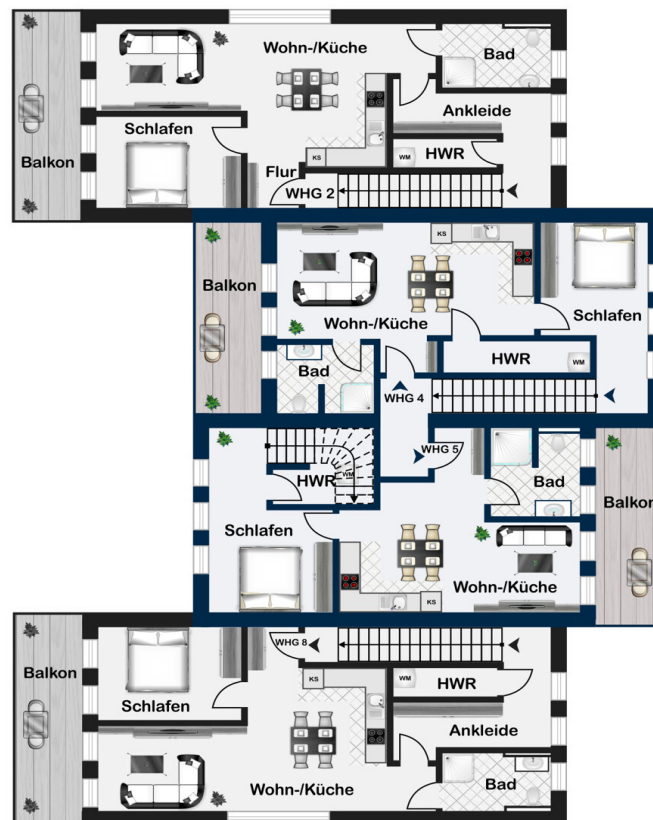 Wohn-/Küche
Bad
Ankleide
Schlafen
HWR
WM
KS
Balkon
Flur
WHG 2
KS
Balkon
Schlafen
Wohn-/Küche
HWR
WM
Bad
WHG 4
WHG 5
HWR
WM
Bad
Balkon
Schlafen
Wohn-/Küche
KS
WHG 8
Balkon
KS
WM
HWR
Schlafen
Ankleide
Wohn-/Küche
Bad